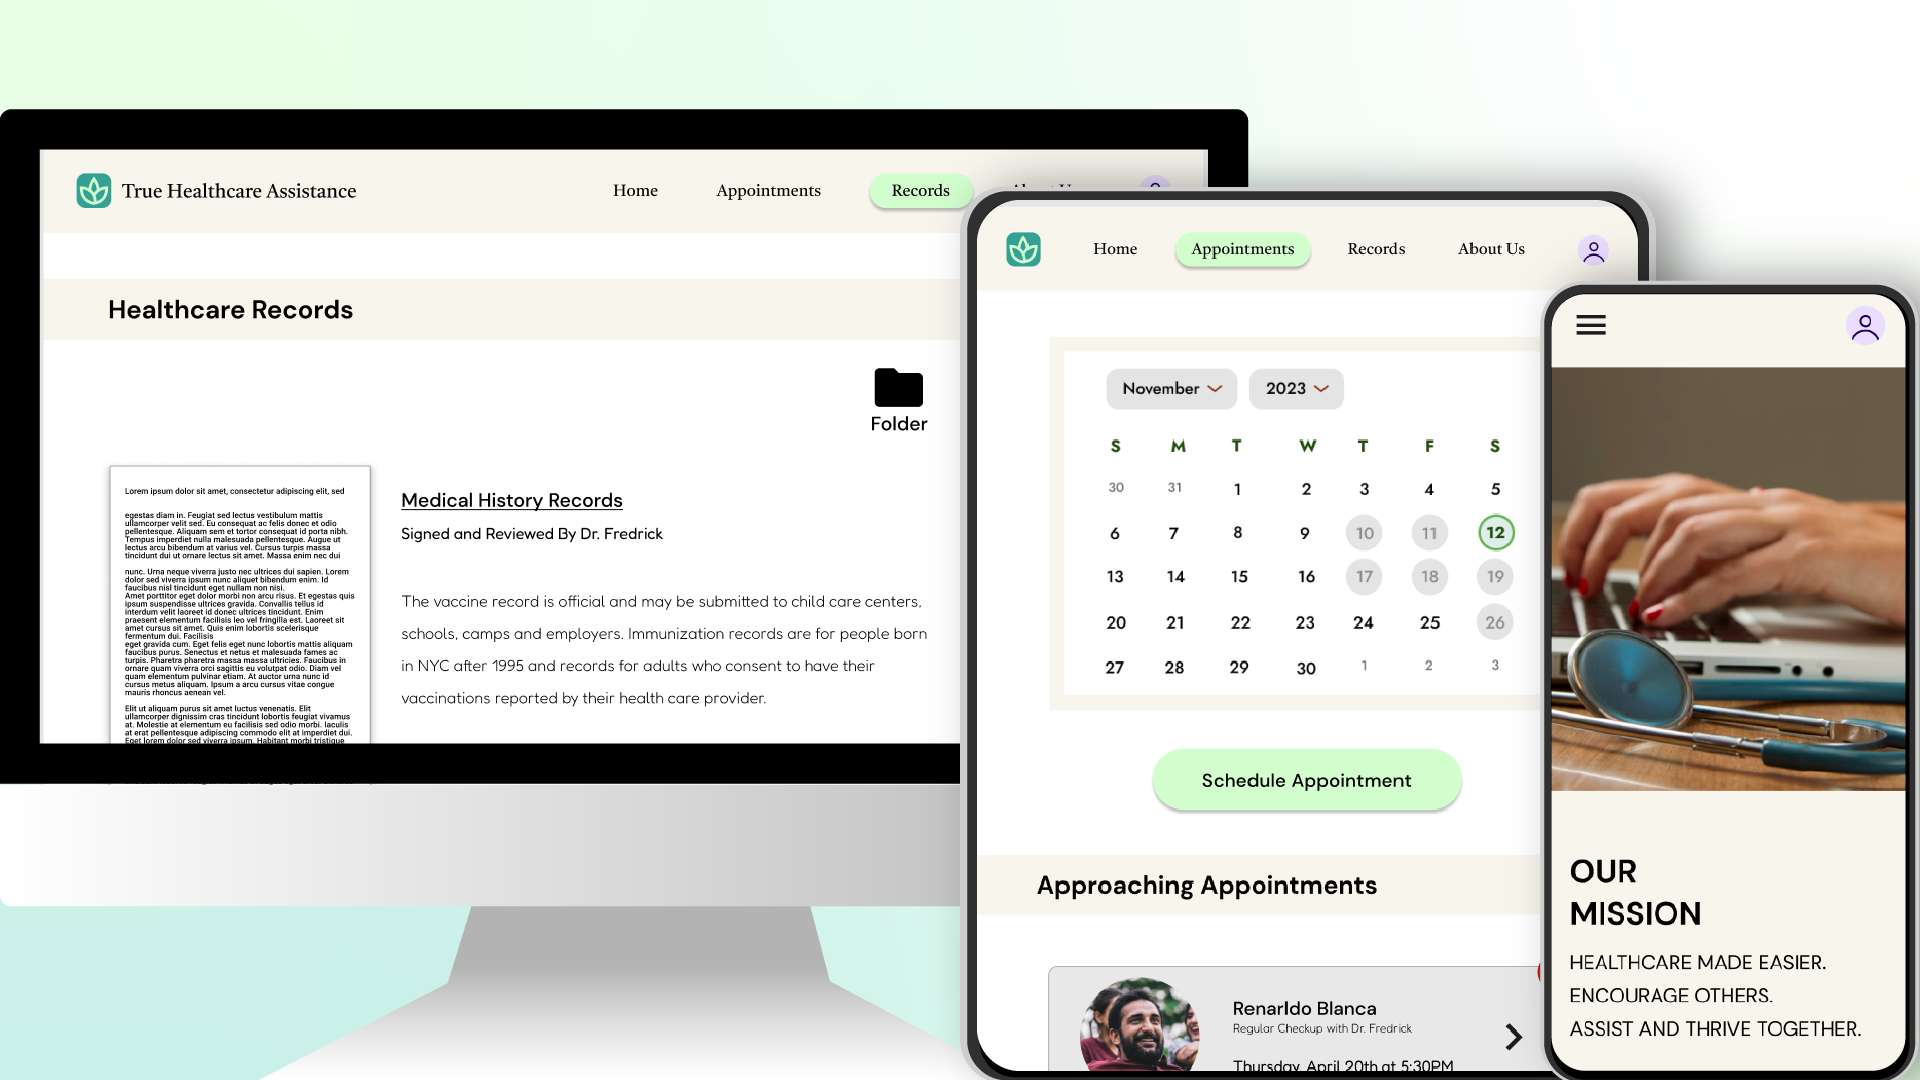 True Healthcare Assistance
Home
Appointments
Records
Healthcare Records
Folder
Lorem ipsum dolor sit amet, consectetur adipiscing elit, sed
egestas diam in. Feugiat sed lectus vestibulum mattis
ullamcorper velit sed. Eu consequat ac felis donec et odio
pellentesque. Aliquam sem et tortor consequat id porta nibh.
Tempus imperdiet nulla malesuada pellentesque. Augue ut
lectus arcu bibendum at varius vel. Cursus turpis massa
tincidunt dui ut ornare lectus sit amet. Massa enim nec dui
nunc. Urna neque viverra justo nec ultrices dui sapien. Lorem
dolor sed viverra ipsum nunc aliquet bibendum enim. Id
faucibus nisl tincidunt eget nullam non nisi.
Amet porttitor eget dolor morbi non arcu risus. Et egestas quis
ipsum suspendisse ultrices gravida. Convallis tellus id
interdum velit laoreet id donec ultrices tincidunt. Enim
praesent elementum facilisis leo vel fringilla est. Laoreet sit
amet cursus sit amet. Quis enim lobortis scelerisque
fermentum dui. Facilisis
eget gravida cum. Eget felis eget nunc lobortis mattis aliquam
faucibus purus. Senectus et netus et malesuada fames ac
turpis. Pharetra pharetra massa massa ultricies. Faucibus in
ornare quam viverra orci sagittis eu volutpat odio. Diam vel
quam elementum pulvinar etiam. At auctor urna nunc id
cursus metus aliquam. Ipsum a arcu cursus vitae congue
mauris rhoncus aenean vel.
Elit ut aliquam purus sit amet luctus venenatis. Elit
ullamcorper dignissim cras tincidunt lobortis feugiat vivamus
at. Molestie at elementum eu facilisis sed odio morbi. Iaculis
at erat pellentesque adipiscing commodo elit at imperdiet dui.
Eget lorem dolor sed viverra ipsum. Habitant morbi tristique
Medical History Records
Signed and Reviewed By Dr. Fredrick
The vaccine record is official and may be submitted to child care centers,
schools, camps and employers. Immunization records are for people born
in NYC after 1995 and records for adults who consent to have their
vaccinations reported by their health care provider.
Home
Appointments
Records
About Us
November
2023
S M T W T F S
30 31 1 2 3 4 5
6 7 8 9 10 11 12
13 14 15 16 17 18 19
20 21 22 23 24 25 26
27 28 29 30 1 2 3
Schedule Appointment
Approaching Appointments
Renarldo Blanca
Regular Checkup with Dr. Fredrick
Thursday, April 20th at 5:30PM
OUR
MISSION
HEALTHCARE MADE EASIER.
ENCOURAGE OTHERS.
ASSIST AND THRIVE TOGETHER.